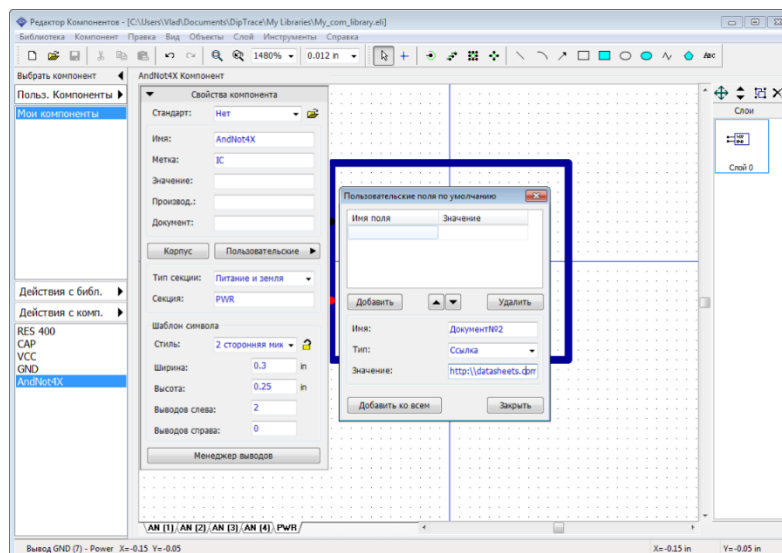 Редактор Компонентов - [C:\Users\Vlad\Documents\DipTrace\My Libraries\My_com_library.eli]
Библиотека Компонент Правка Вид Объекты Слой Инструменты Справка
1480% 0.012 in Abc
Выбрать компонент
AndNot4X Компонент
Польз. Компоненты
Мои компоненты
Действия с библ.
Действия с комп.
RES 400
CAP
VCC
GND
AndNot4X
Свойства компонента
Стандарт: Нет
Имя: AndNot4X
Метка: IC
Значение:
Производ.:
Документ:
Корпус Пользовательские
Тип секции: Питание и земля
Секция: PWR
Шаблон символа
Стиль: 2 сторонняя мик
Ширина: 0.3 in
Высота: 0.25 in
Выводов слева: 2
Выводов справа: 0
Менеджер выводов
Пользовательские поля по умолчанию
Имя поля Значение
Добавить Удалить
Имя: Документ№2
Тип: Ссылка
Значение: http:\\datasheets.com
Добавить ко всем Закрыть
Слои
Слой 0
AN (1) AN (2) AN (3) AN (4) PWR
Вывод GND (7) - Power X=-0.15 Y=-0.05
X=-0.15 in Y=-0.05 in